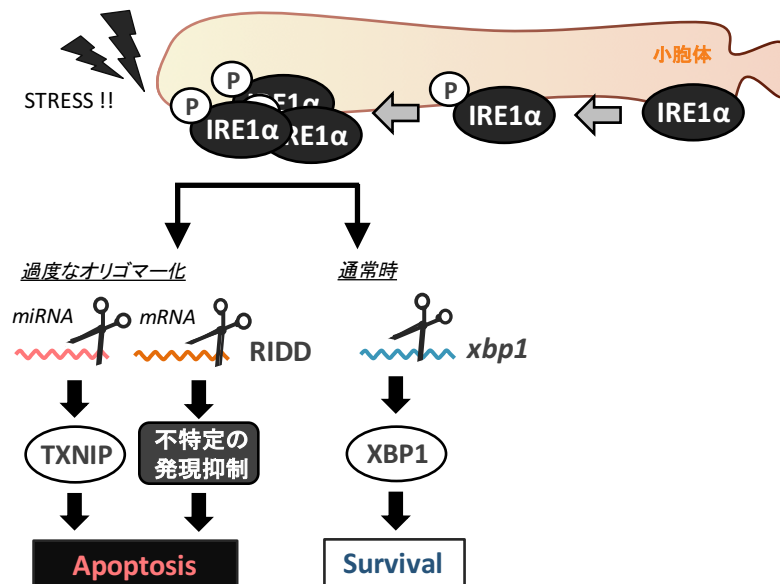 小胞体
STRESS !!
P
P
IRE1α
IRE1α
IRE1α
P
IRE1α
IRE1α
過度なオリゴマー化
通常時
miRNA
mRNA
RIDD
xbp1
TXNIP
不特定の
発現抑制
XBP1
Apoptosis
Survival